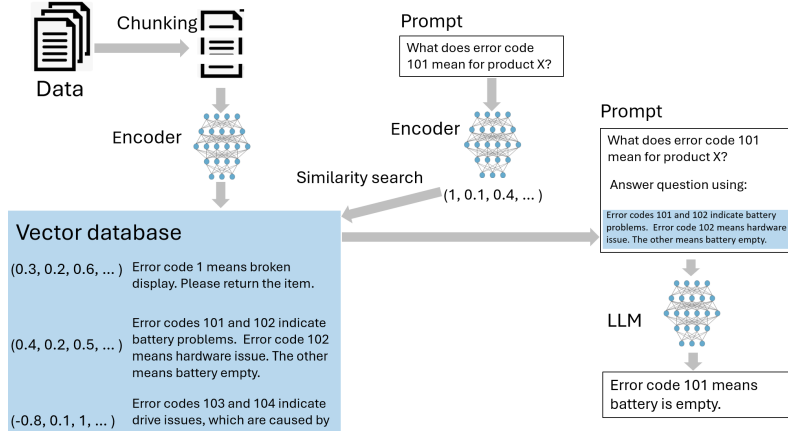 Chunking
Data
Encoder
Prompt
What does error code
101 mean for product X?
Encoder
Similarity search
(1, 0.1, 0.4, ... )
Vector database
(0.3, 0.2, 0.6, ... )
Error code 1 means broken
display. Please return the item.
(0.4, 0.2, 0.5, ... )
Error codes 101 and 102 indicate
battery problems.  Error code 102
means hardware issue. The other
means battery empty.
(-0.8, 0.1, 1, ... )
Error codes 103 and 104 indicate
drive issues, which are caused by
Prompt
What does error code 101
mean for product X?
Answer question using:
Error codes 101 and 102 indicate battery
problems.  Error code 102 means hardware
issue. The other means battery empty.
LLM
Error code 101 means
battery is empty.